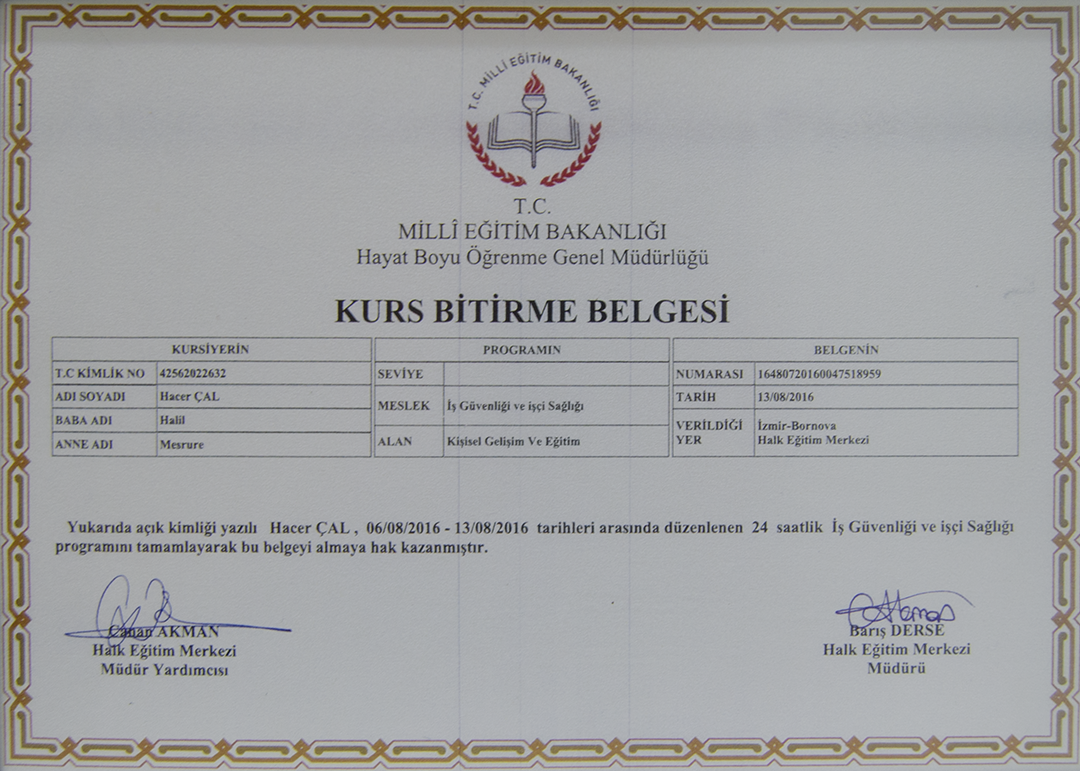 T.C. MİLLÎ EĞİTİM BAKANLIĞI
T.C.
MİLLÎ EĞİTİM BAKANLIĞI
Hayat Boyu Öğrenme Genel Müdürlüğü
KURS BİTİRME BELGESİ
KURSİYERİN
T.C KİMLİK NO 42562022632
ADI SOYADI Hacer ÇAL
BABA ADI Halil
ANNE ADI Mesrure
PROGRAMIN
SEVİYE
MESLEK İş Güvenliği ve işçi Sağlığı
ALAN Kişisel Gelişim Ve Eğitim
BELGENİN
NUMARASI 16480720160047518959
TARİH 13/08/2016
VERİLDİĞİ YER İzmir-Bornova
Halk Eğitim Merkezi
Yukarıda açık kimliği yazılı Hacer ÇAL , 06/08/2016 - 13/08/2016 tarihleri arasında düzenlenen 24 saatlik İş Güvenliği ve işçi Sağlığı
programını tamamlayarak bu belgeyi almaya hak kazanmıştır.
Canan AKMAN
Halk Eğitim Merkezi
Müdür Yardımcısı
Barış DERSE
Halk Eğitim Merkezi
Müdürü